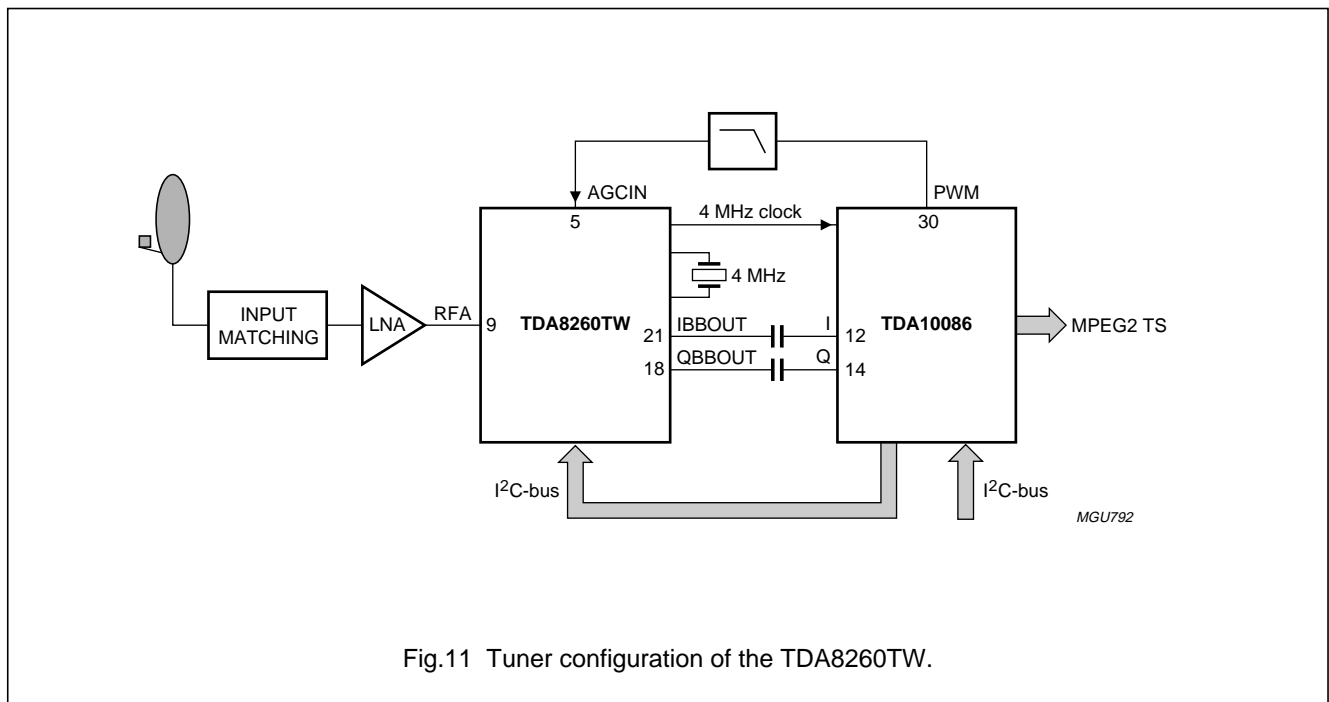 AGCIN
PWM
5
4 MHz clock
30
4 MHz
INPUT
MATCHING
LNA
RFA
9
TDA8260TW
TDA10086
MPEG2 TS
21
IBBOUT
I
12
18
QBBOUT
Q
14
I2C-bus
I2C-bus
MGU792
Fig.11 Tuner configuration of the TDA8260TW.